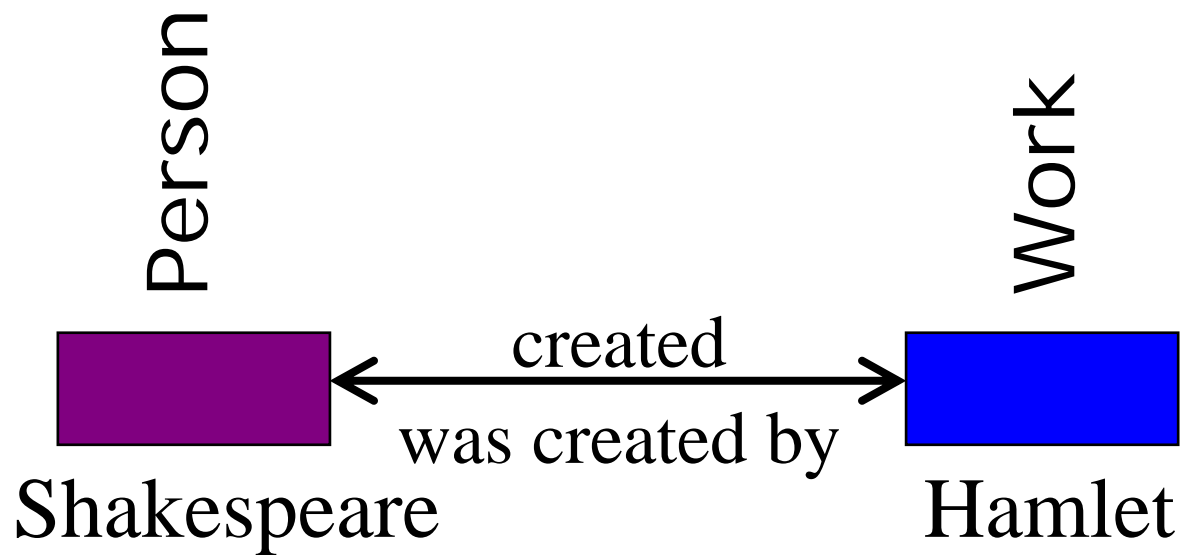 Person
Work
created
was created by
Shakespeare
Hamlet